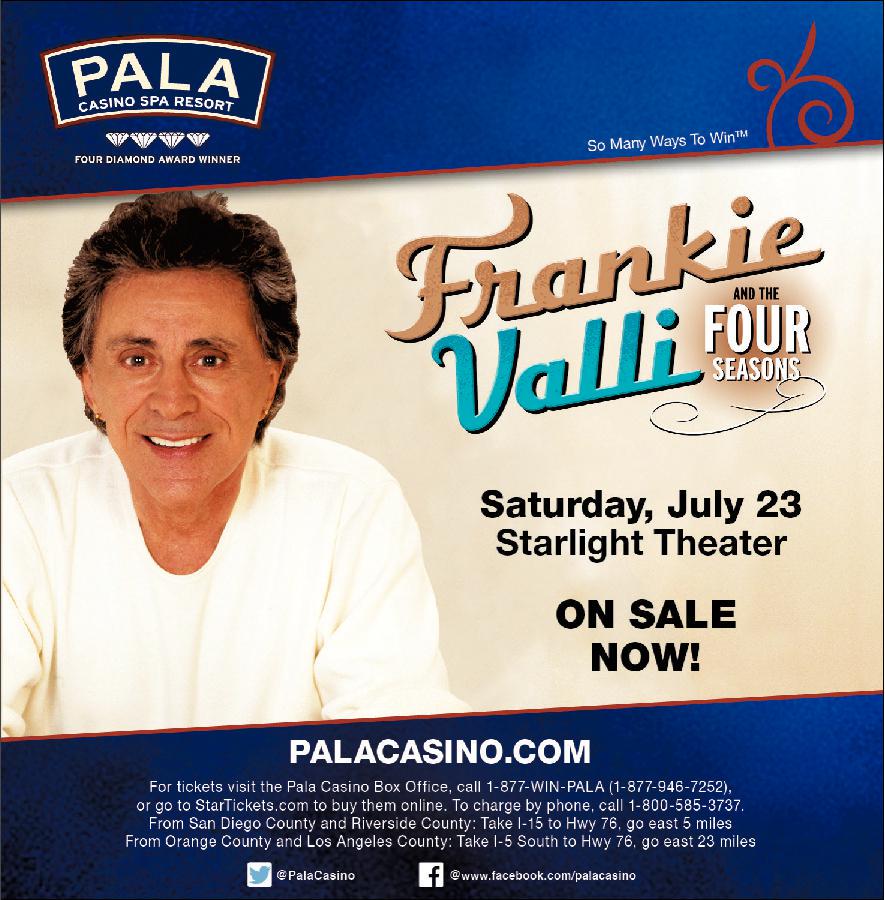 PALA
CASINO SPA RESORT
FOUR DIAMOND AWARD WINNER
So Many Ways To Win™
Frankie
Valli
AND THE
FOUR
SEASONS
Saturday, July 23
Starlight Theater
ON SALE
NOW!
PALACASINO.COM
For tickets visit the Pala Casino Box Office, call 1-877-WIN-PALA (1-877-946-7252),
or go to StarTickets.com to buy them online. To charge by phone, call 1-800-585-3737.
From San Diego County and Riverside County: Take I-15 to Hwy 76, go east 5 miles
From Orange County and Los Angeles County: Take I-5 South to Hwy 76, go east 23 miles
@PalaCasino
@www.facebook.com/palacasino